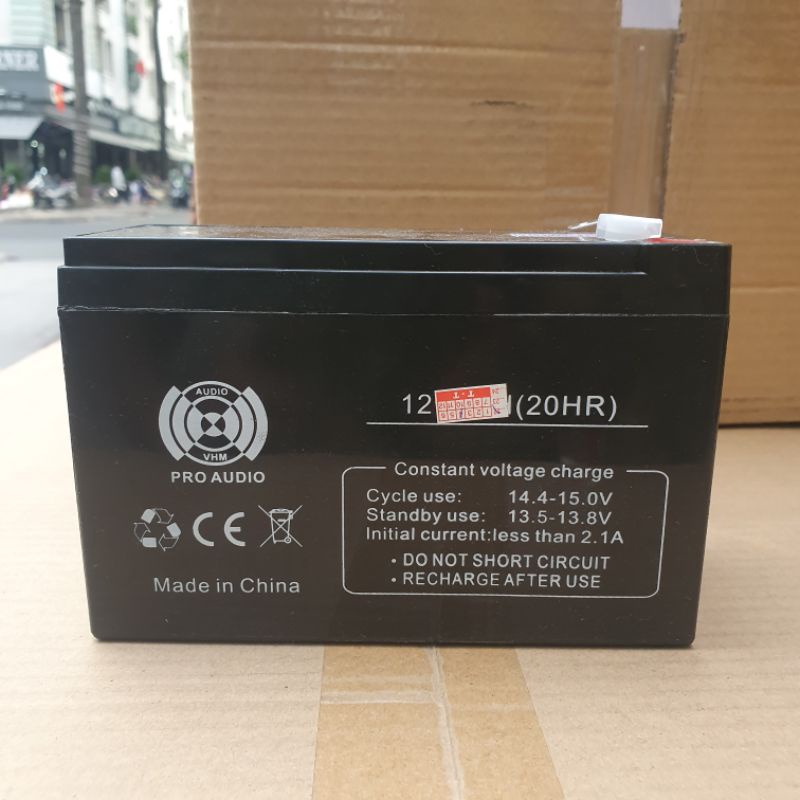 AUDIO
VHM
PRO AUDIO
CE
Made in China
12
(20HR)
T·T
Constant voltage charge
Cycle use: 14.4-15.0V
Standby use: 13.5-13.8V
Initial current:less than 2.1A
· DO NOT SHORT CIRCUIT
· RECHARGE AFTER USE